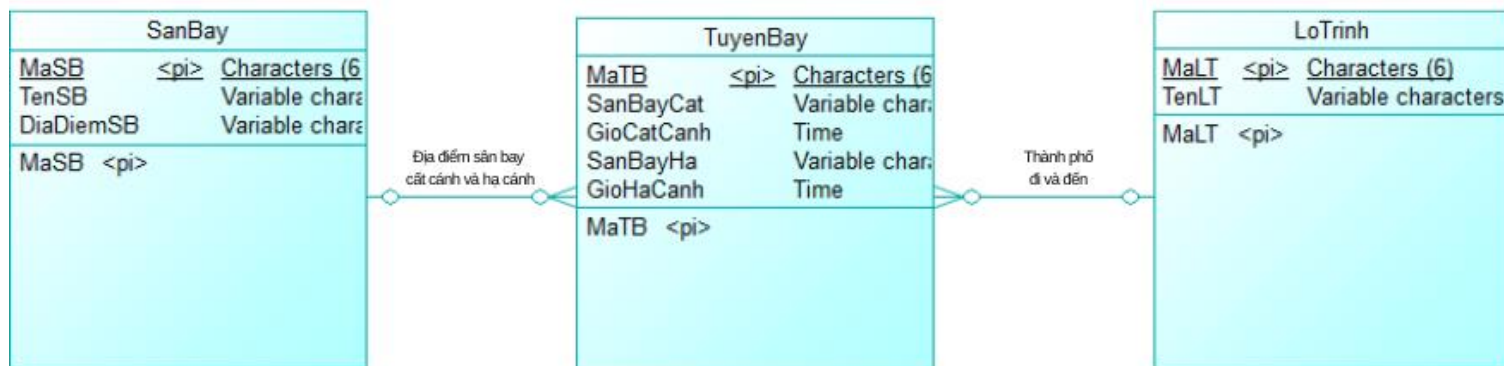 SanBay
MaSB <pi> Characters (6
TenSB Variable chara
DiaDiemSB Variable chara
MaSB <pi>
Địa điểm sân bay
cất cánh và hạ cánh
TuyenBay
MaTB <pi> Characters (6
SanBayCat Variable chara
GioCatCanh Time
SanBayHa Variable chara
GioHaCanh Time
MaTB <pi>
Thành phố
đi và đến
LoTrinh
MaLT <pi> Characters (6)
TenLT Variable characters
MaLT <pi>